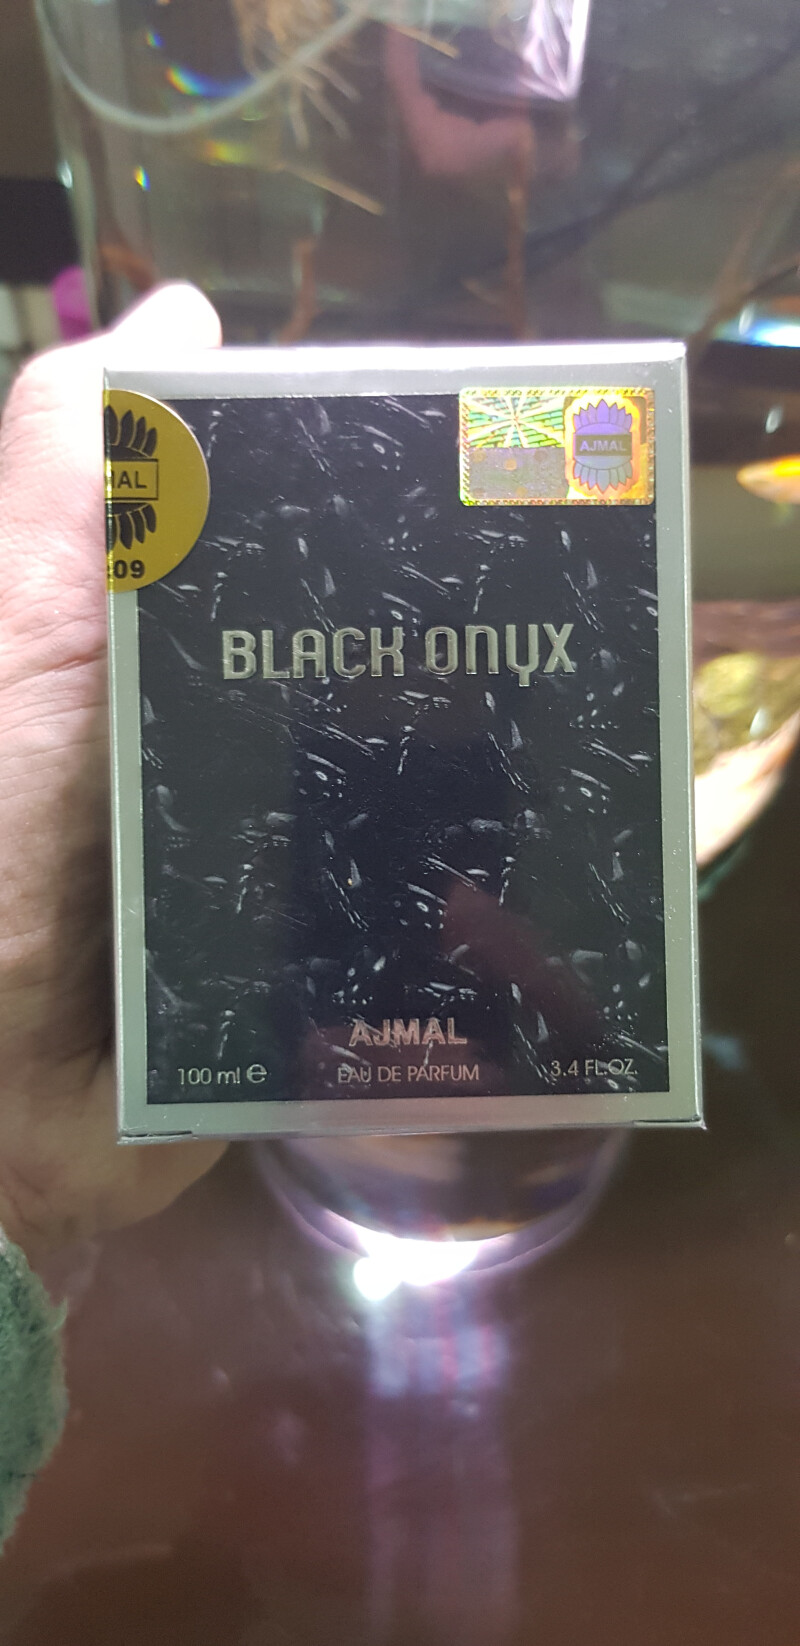 MAL
09
AJMAL
BLACK ONYX
AJMAL
100 ml ℮
EAU DE PARFUM
3.4 FL.OZ.